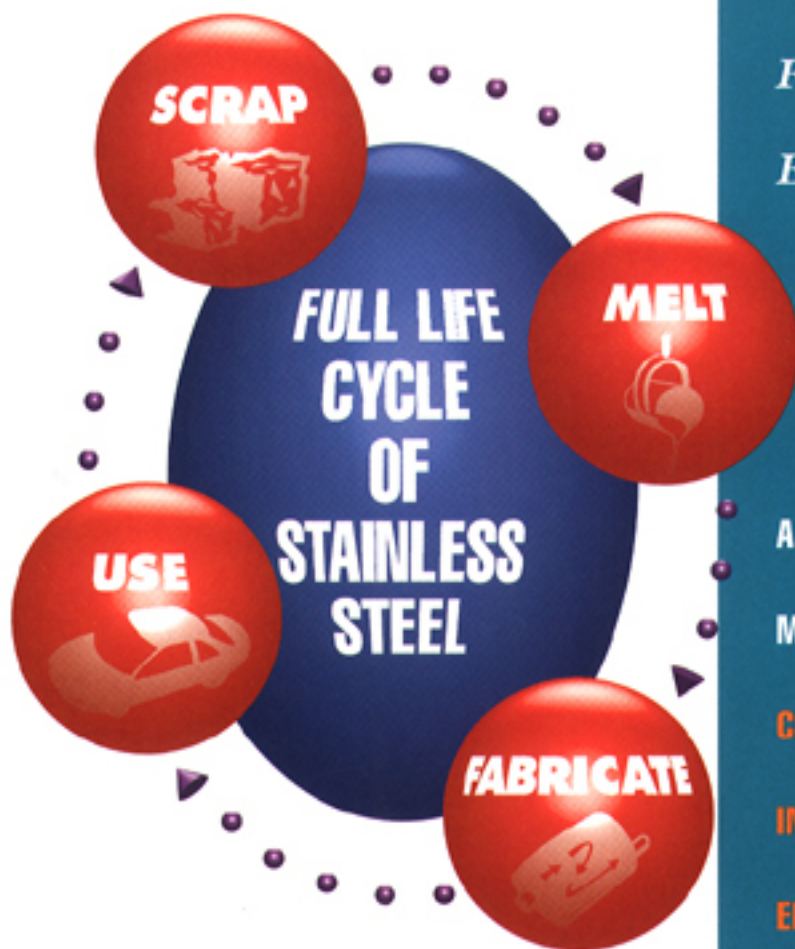 SCRAP
MELT
FULL LIFE
CYCLE
OF
STAINLESS
STEEL
USE
FABRICATE